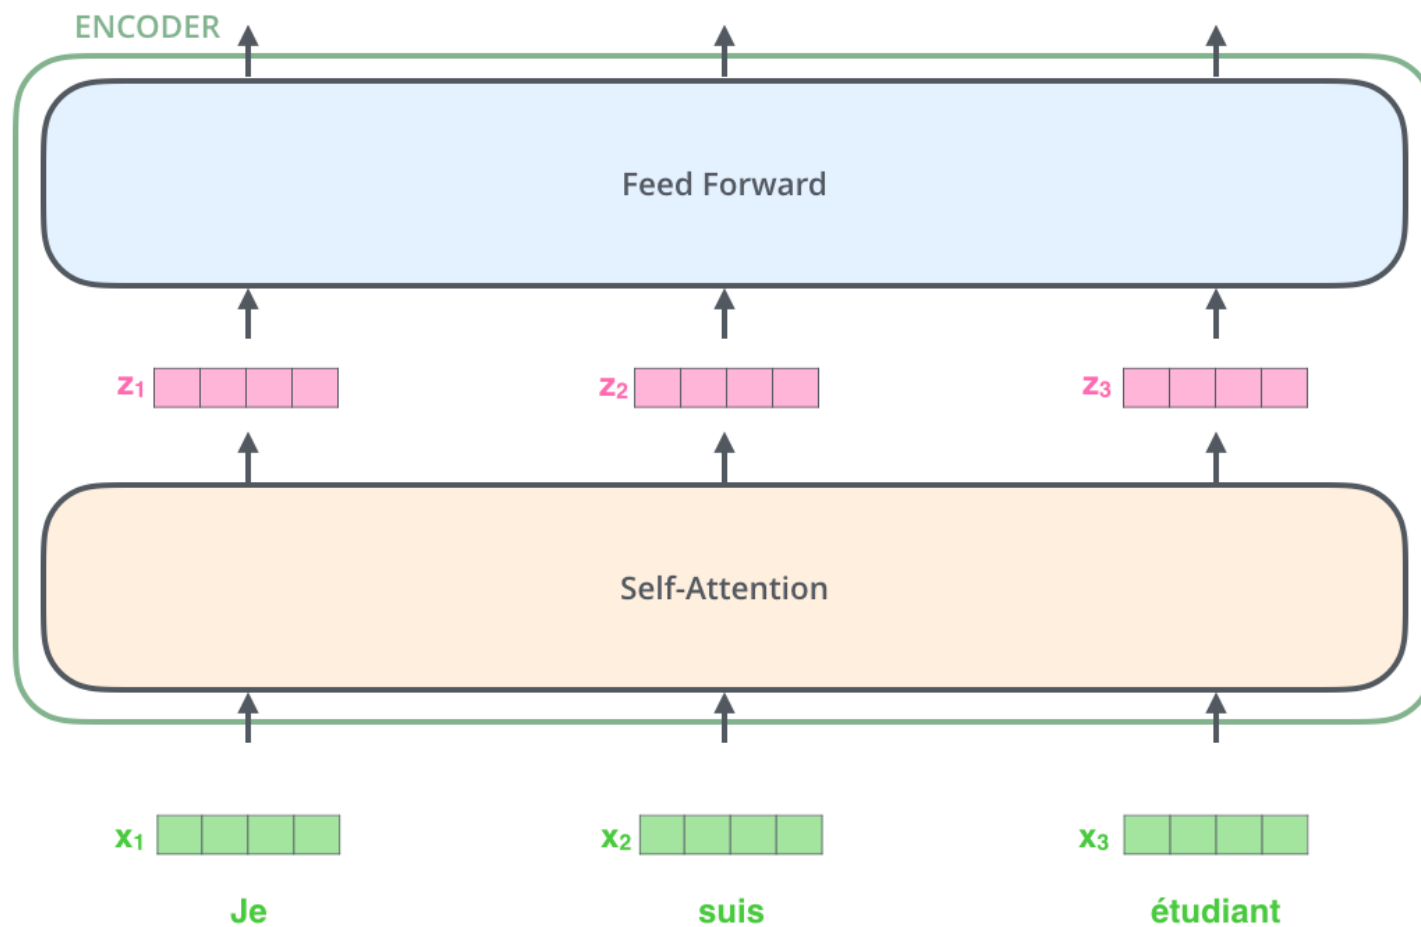 ENCODER
Feed Forward
z₁ z₂ z₃
Self-Attention
x₁ x₂ x₃
Je suis étudiant